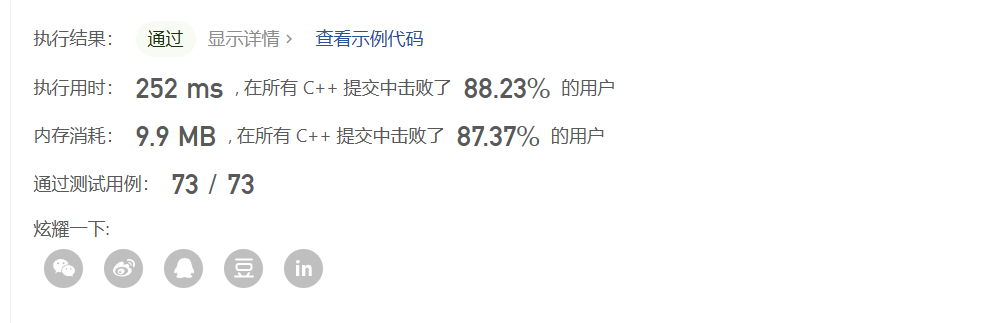 执行结果： 通过 显示详情 › 查看示例代码
执行用时： 252 ms , 在所有 C++ 提交中击败了 88.23% 的用户
内存消耗： 9.9 MB , 在所有 C++ 提交中击败了 87.37% 的用户
通过测试用例： 73 / 73
炫耀一下:
豆 in